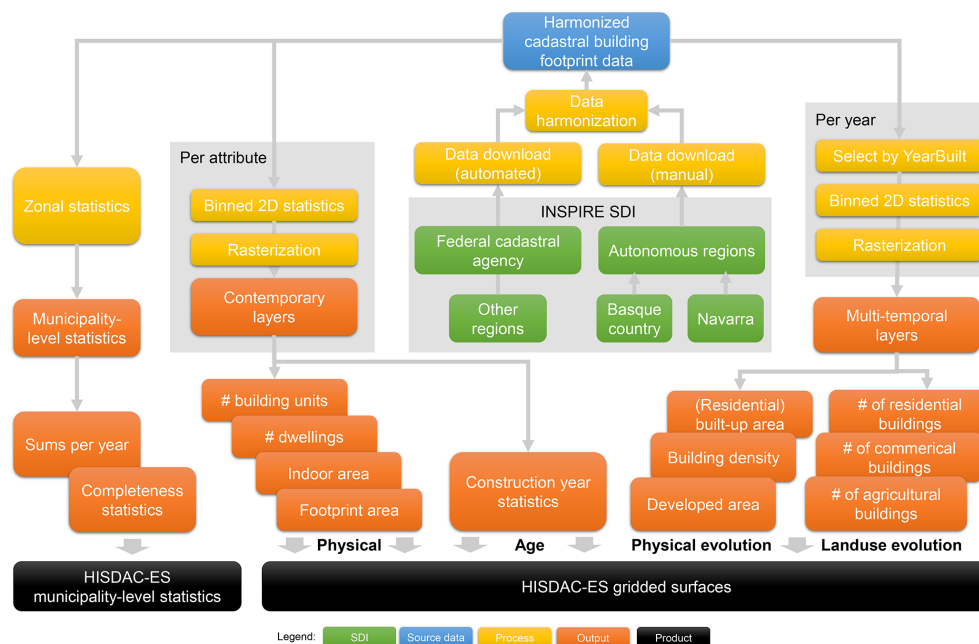 Harmonized
cadastral building
footprint data
Data
harmonization
Per year
Per attribute
Data download
(automated)
Data download
(manual)
Select by YearBuilt
Zonal statistics
Binned 2D statistics
INSPIRE SDI
Binned 2D statistics
Rasterization
Federal cadastral
agency
Autonomous regions
Rasterization
Contemporary
layers
Other
regions
Basque
country
Navarra
Municipality-
level statistics
Multi-temporal
layers
# building units
# dwellings
Indoor area
Footprint area
(Residential)
built-up area
Building density
Developed area
# of residential
buildings
# of commerical
buildings
# of agricultural
buildings
Sums per year
Completeness
statistics
Construction year
statistics
Physical
Age
Physical evolution
Landuse evolution
HISDAC-ES
municipality-level statistics
HISDAC-ES gridded surfaces
Legend:
SDI
Source data
Process
Output
Product